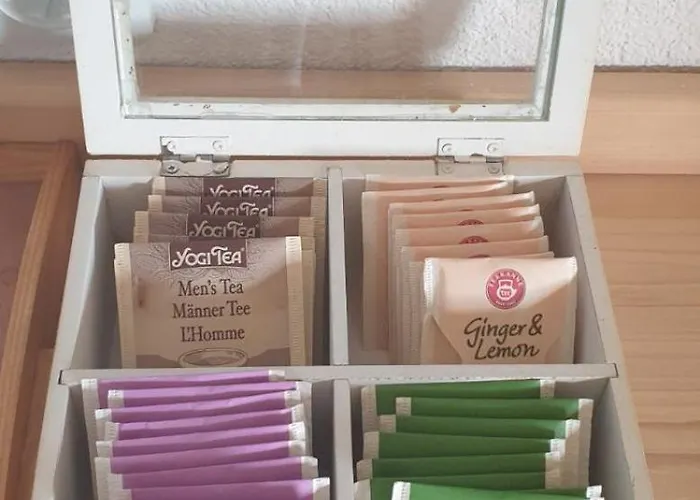 YOGI TEA
YOGI TEA
YOGI TEA
YOGI TEA
Men's Tea
Männer Tee
L'Homme
TEEKANNE
Ginger &
Lemon